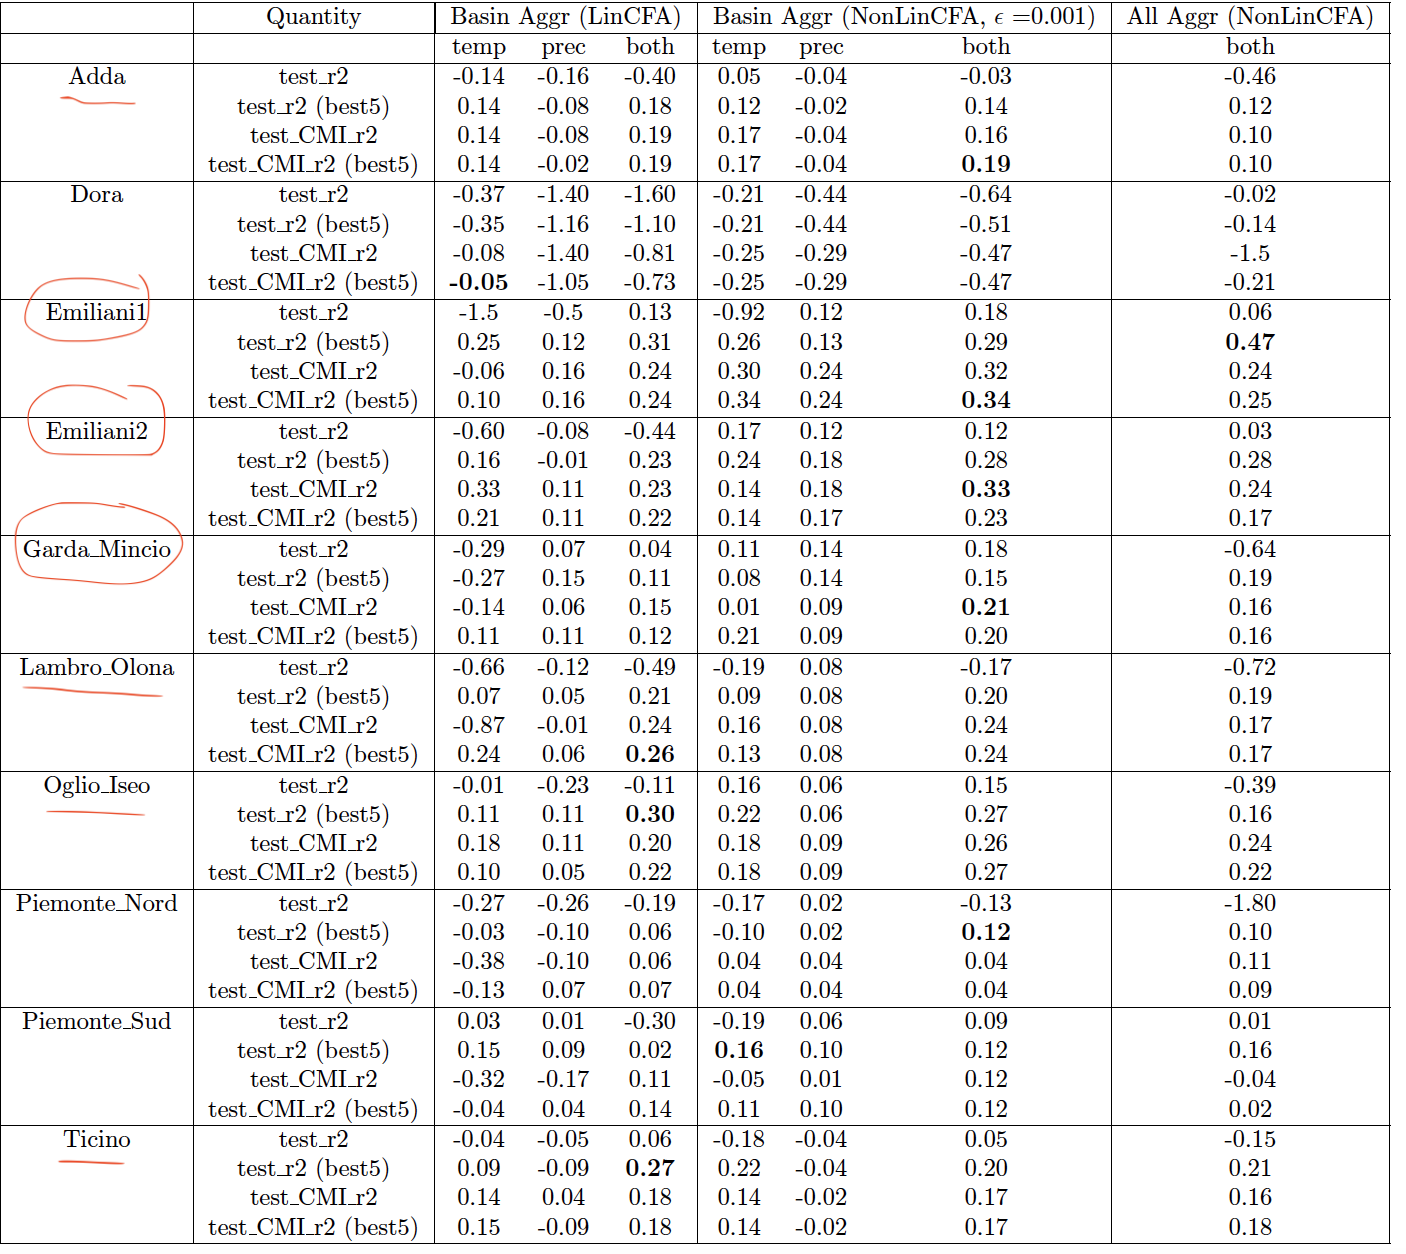 Quantity Basin Aggr (LinCFA) Basin Aggr (NonLinCFA, ϵ =0.001) All Aggr (NonLinCFA)
temp prec both temp prec both both
Adda test_r2 -0.14 -0.16 -0.40 0.05 -0.04 -0.03 -0.46
test_r2 (best5) 0.14 -0.08 0.18 0.12 -0.02 0.14 0.12
test_CMI_r2 0.14 -0.08 0.19 0.17 -0.04 0.16 0.10
test_CMI_r2 (best5) 0.14 -0.02 0.19 0.17 -0.04 0.19 0.10
Dora test_r2 -0.37 -1.40 -1.60 -0.21 -0.44 -0.64 -0.02
test_r2 (best5) -0.35 -1.16 -1.10 -0.21 -0.44 -0.51 -0.14
test_CMI_r2 -0.08 -1.40 -0.81 -0.25 -0.29 -0.47 -1.5
test_CMI_r2 (best5) -0.05 -1.05 -0.73 -0.25 -0.29 -0.47 -0.21
Emiliani1 test_r2 -1.5 -0.5 0.13 -0.92 0.12 0.18 0.06
test_r2 (best5) 0.25 0.12 0.31 0.26 0.13 0.29 0.47
test_CMI_r2 -0.06 0.16 0.24 0.30 0.24 0.32 0.24
test_CMI_r2 (best5) 0.10 0.16 0.24 0.34 0.24 0.34 0.25
Emiliani2 test_r2 -0.60 -0.08 -0.44 0.17 0.12 0.12 0.03
test_r2 (best5) 0.16 -0.01 0.23 0.24 0.18 0.28 0.28
test_CMI_r2 0.33 0.11 0.23 0.14 0.18 0.33 0.24
test_CMI_r2 (best5) 0.21 0.11 0.22 0.14 0.17 0.23 0.17
Garda_Mincio test_r2 -0.29 0.07 0.04 0.11 0.14 0.18 -0.64
test_r2 (best5) -0.27 0.15 0.11 0.08 0.14 0.15 0.19
test_CMI_r2 -0.14 0.06 0.15 0.01 0.09 0.21 0.16
test_CMI_r2 (best5) 0.11 0.11 0.12 0.21 0.09 0.20 0.16
Lambro_Olona test_r2 -0.66 -0.12 -0.49 -0.19 0.08 -0.17 -0.72
test_r2 (best5) 0.07 0.05 0.21 0.09 0.08 0.20 0.19
test_CMI_r2 -0.87 -0.01 0.24 0.16 0.08 0.24 0.17
test_CMI_r2 (best5) 0.24 0.06 0.26 0.13 0.08 0.24 0.17
Oglio_Iseo test_r2 -0.01 -0.23 -0.11 0.16 0.06 0.15 -0.39
test_r2 (best5) 0.11 0.11 0.30 0.22 0.06 0.27 0.16
test_CMI_r2 0.18 0.11 0.20 0.18 0.09 0.26 0.24
test_CMI_r2 (best5) 0.10 0.05 0.22 0.18 0.09 0.27 0.22
Piemonte_Nord test_r2 -0.27 -0.26 -0.19 -0.17 0.02 -0.13 -1.80
test_r2 (best5) -0.03 -0.10 0.06 -0.10 0.02 0.12 0.10
test_CMI_r2 -0.38 -0.10 0.06 0.04 0.04 0.04 0.11
test_CMI_r2 (best5) -0.13 0.07 0.07 0.04 0.04 0.04 0.09
Piemonte_Sud test_r2 0.03 0.01 -0.30 -0.19 0.06 0.09 0.01
test_r2 (best5) 0.15 0.09 0.02 0.16 0.10 0.12 0.16
test_CMI_r2 -0.32 -0.17 0.11 -0.05 0.01 0.12 -0.04
test_CMI_r2 (best5) -0.04 0.04 0.14 0.11 0.10 0.12 0.02
Ticino test_r2 -0.04 -0.05 0.06 -0.18 -0.04 0.05 -0.15
test_r2 (best5) 0.09 -0.09 0.27 0.22 -0.04 0.20 0.21
test_CMI_r2 0.14 0.04 0.18 0.14 -0.02 0.17 0.16
test_CMI_r2 (best5) 0.15 -0.09 0.18 0.14 -0.02 0.17 0.18